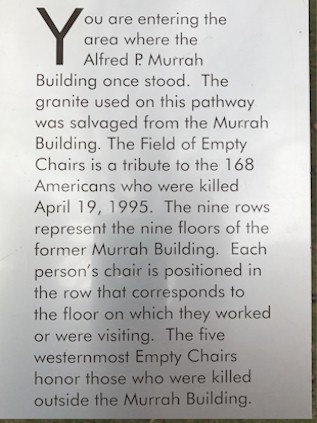 You are entering the
area where the
Alfred P. Murrah
Building once stood. The
granite used on this pathway
was salvaged from the Murrah
Building. The Field of Empty
Chairs is a tribute to the 168
Americans who were killed
April 19, 1995. The nine rows
represent the nine floors of the
former Murrah Building. Each
person's chair is positioned in
the row that corresponds to
the floor on which they worked
or were visiting. The five
westernmost Empty Chairs
honor those who were killed
outside the Murrah Building.